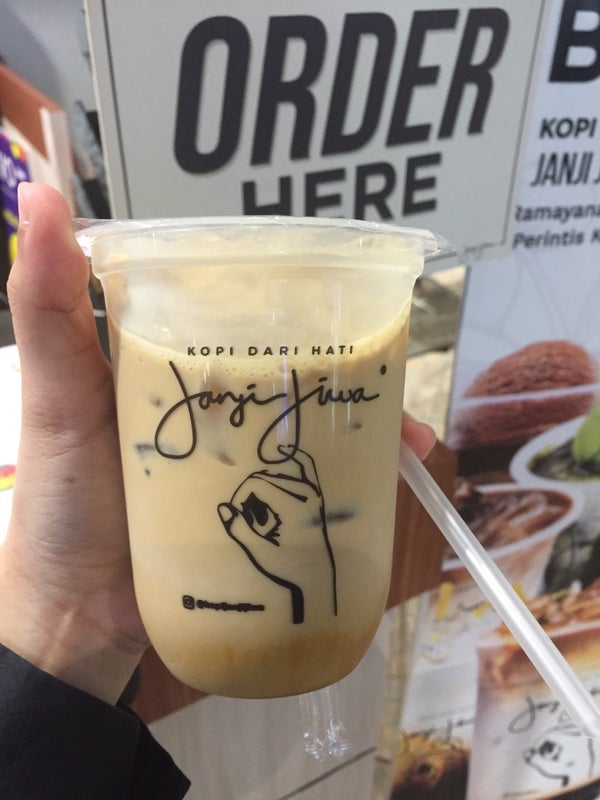 ORDER
HERE
B
KOPI
JANJI J
Ramayana
Perintis K
KOPI DARI HATI
Janji Jiwa